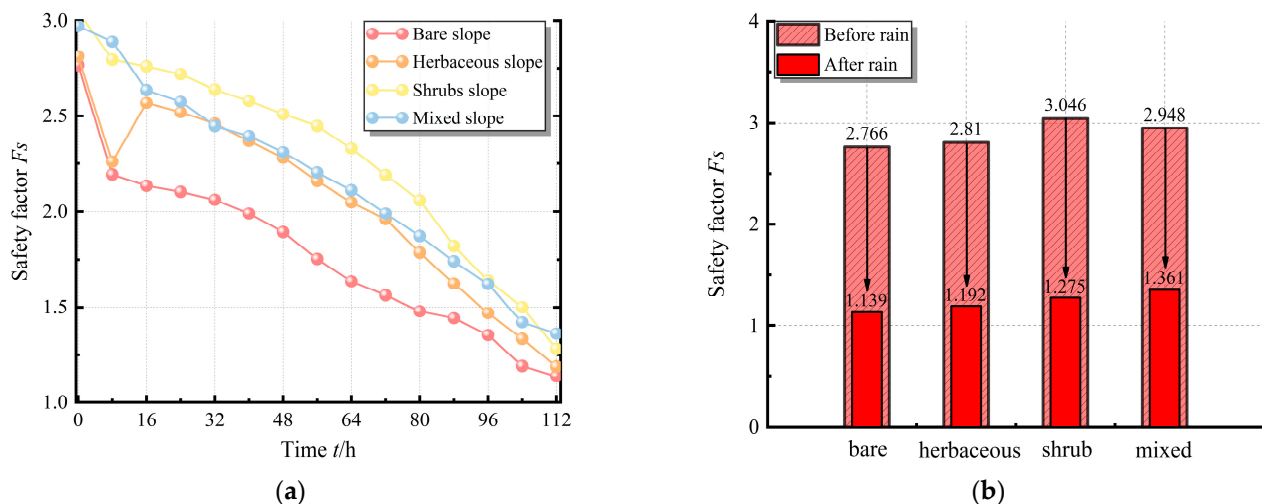 3.0
2.5
2.0
1.5
1.0
Safety factor Fs
0 16 32 48 64 80 96 112
Time t/h
Bare slope
Herbaceous slope
Shrubs slope
Mixed slope
(a)
4
3
2
1
0
Safety factor Fs
Before rain
After rain
2.766 2.81 3.046 2.948
1.139 1.192 1.275 1.361
bare herbaceous shrub mixed
(b)